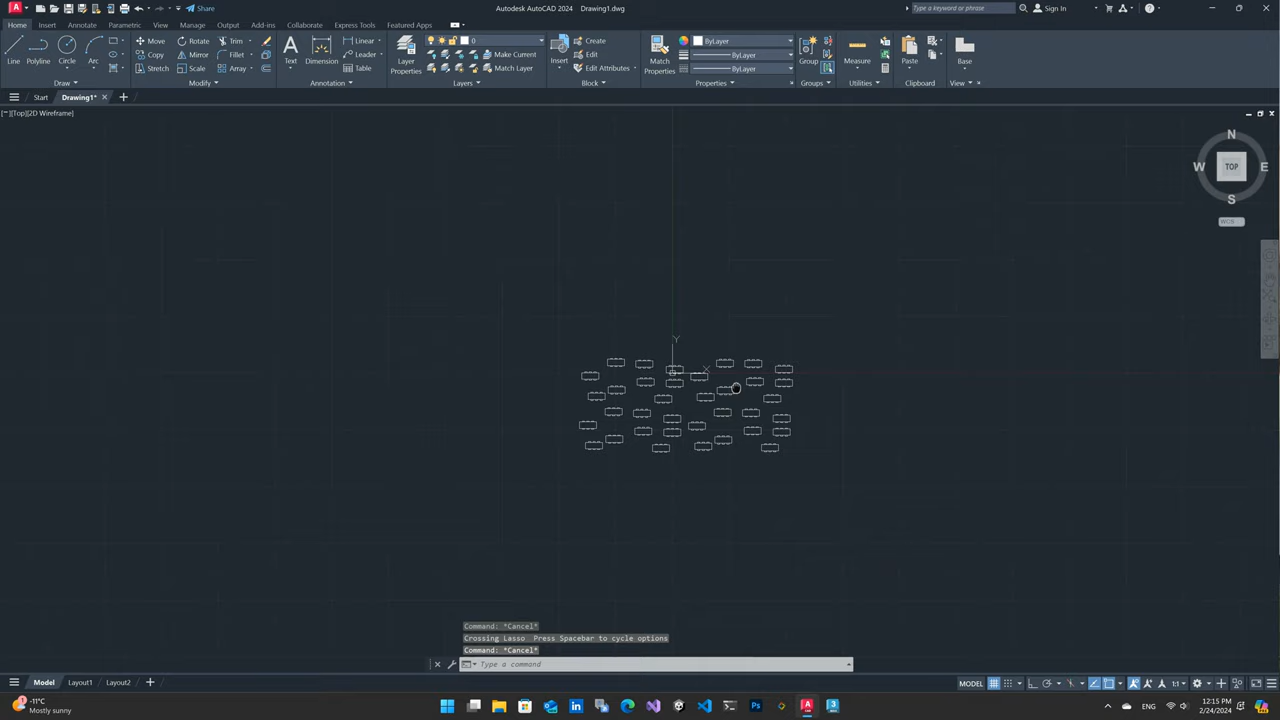 Share
Autodesk AutoCAD 2024 Drawing1.dwg
Type a keyword or phrase
Sign In
Home Insert Annotate Parametric View Manage Output Add-ins Collaborate Express Tools Featured Apps
Line
Polyline
Circle
Arc
Move
Rotate
Trim
Copy
Mirror
Fillet
Stretch
Scale
Array
Text
Dimension
Linear
Leader
Table
Layer
Properties
0
Make Current
Match Layer
Insert
Create
Edit
Edit Attributes
Match
Properties
ByLayer
ByLayer
ByLayer
Group
Measure
Paste
Base
Draw
Modify
Annotation
Layers
Block
Properties
Groups
Utilities
Clipboard
View
Start
Drawing1*
[−][Top][2D Wireframe]
N
W
TOP
E
S
WCS
Y
X
Command: *Cancel*
Crossing Lasso Press Spacebar to cycle options
Command: *Cancel*
Type a command
Model
Layout1
Layout2
MODEL
1:1
-11°C
Mostly sunny
ENG
12:15 PM
2/24/2024